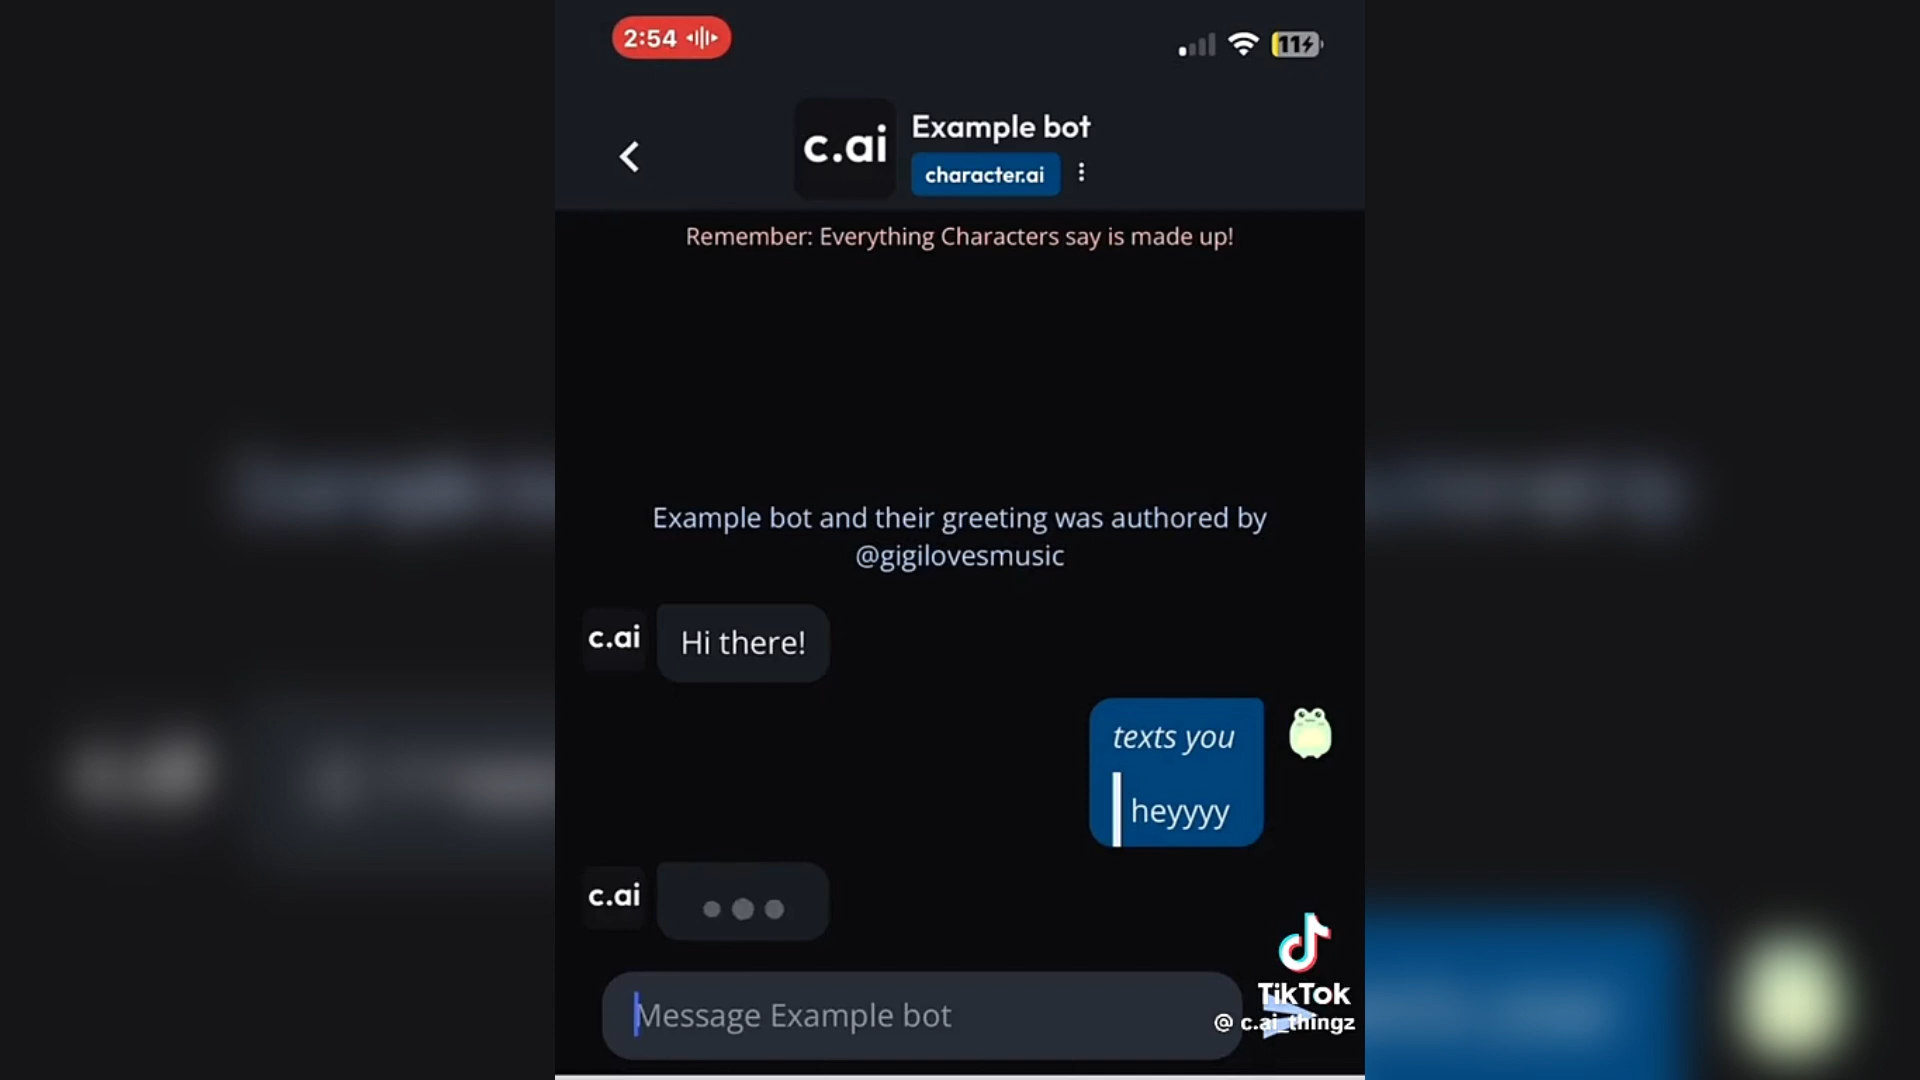 2:54
11
c.ai
Example bot
character.ai
Remember: Everything Characters say is made up!
Example bot and their greeting was authored by
@gigilovesmusic
c.ai
Hi there!
texts you
heyyyy
c.ai
Message Example bot
TikTok
@ c.ai_thingz